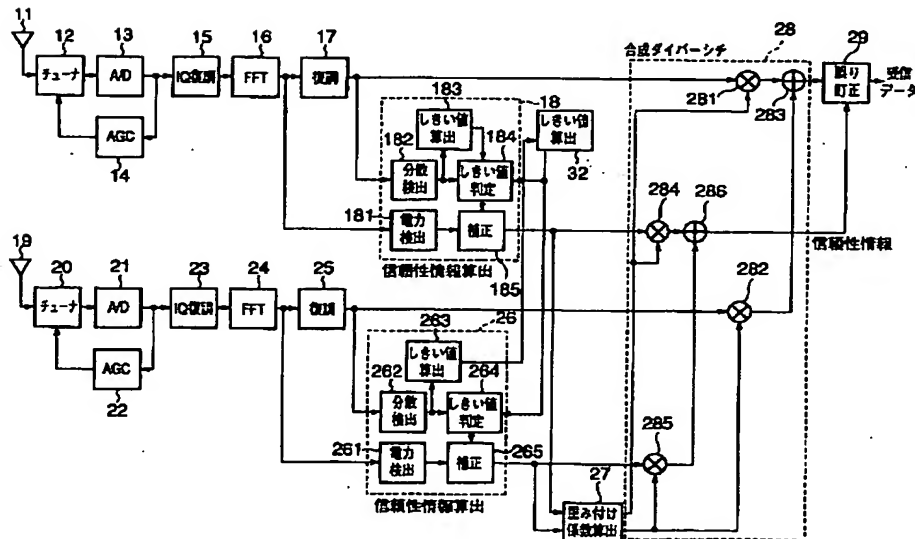 11
12
チューナ
13
A/D
15
IQ復調
16
FFT
17
復調
AGC
14
183
しきい値
算出
18
しきい値
算出
32
182
分散
検出
184
しきい値
判定
181
電力
検出
補正
185
信頼性情報算出
合成ダイバーシチ
28
281
283
29
誤り
訂正
受信
データ
284
286
信頼性情報
282
285
19
20
チューナ
21
A/D
23
IQ復調
24
FFT
25
復調
AGC
22
263
しきい値
算出
26
262
分散
検出
264
しきい値
判定
261
電力
検出
補正
265
信頼性情報算出
27
重み付け
係数算出